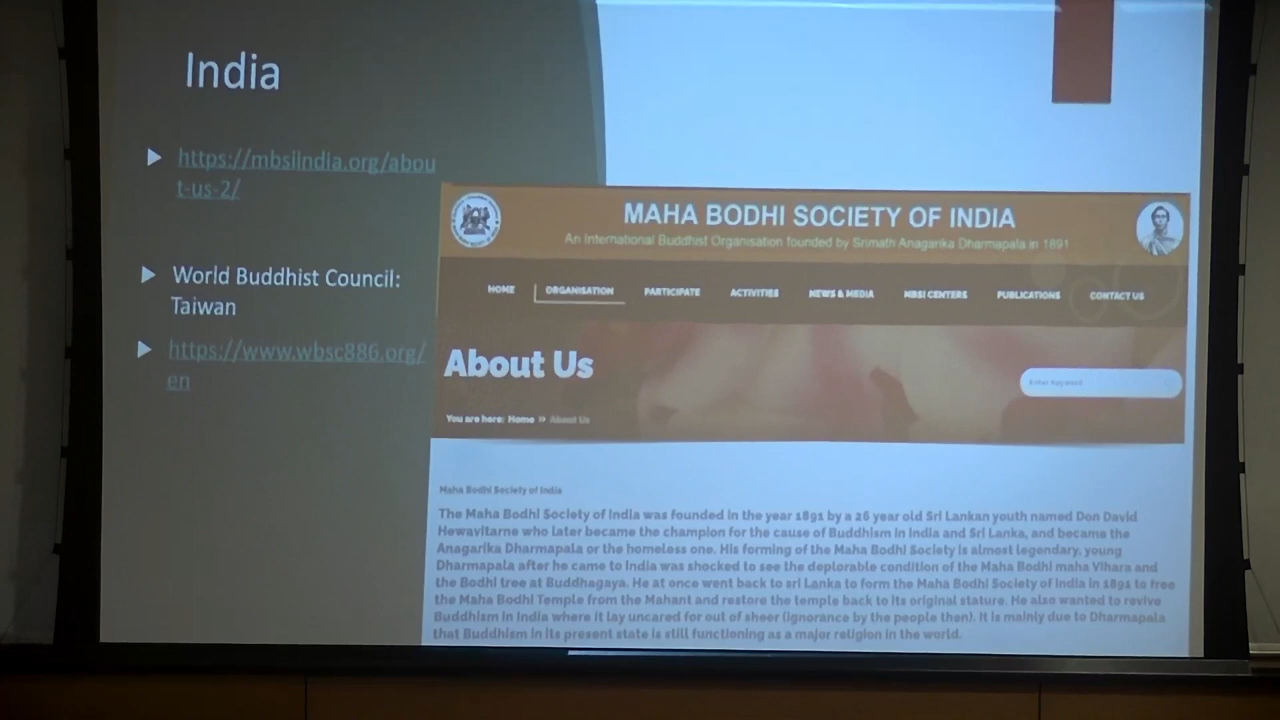 India
https://mbsiindia.org/abou
t-us-2/
World Buddhist Council:
Taiwan
https://www.wbsc886.org/
en
MAHA BODHI SOCIETY OF INDIA
An International Buddhist Organisation founded by Srimath Anagarika Dharmapala in 1891
HOME ORGANISATION PARTICIPATE ACTIVITIES NEWS & MEDIA MBSI CENTERS PUBLICATIONS CONTACT US
About Us
Enter Keyword
You are here: Home » About Us
Maha Bodhi Society of India
The Maha Bodhi Society of India was founded in the year 1891 by a 26 year old Sri Lankan youth named Don David
Hewavitarne who later became the champion for the cause of Buddhism in India and Sri Lanka, and became the
Anagarika Dharmapala or the homeless one. His forming of the Maha Bodhi Society is almost legendary, young
Dharmapala after he came to India was shocked to see the deplorable condition of the Maha Bodhi maha Vihara and
the Bodhi tree at Buddhagaya. He at once went back to sri Lanka to form the Maha Bodhi Society of India in 1891 to free
the Maha Bodhi Temple from the Mahant and restore the temple back to its original stature. He also wanted to revive
Buddhism in India where it lay uncared for out of sheer (ignorance by the people then). It is mainly due to Dharmapala
that Buddhism in its present state is still functioning as a major religion in the world.